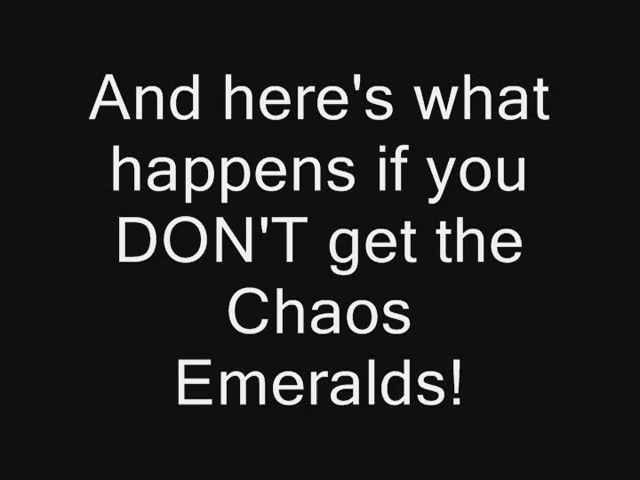 And here's what
happens if you
DON'T get the
Chaos
Emeralds!